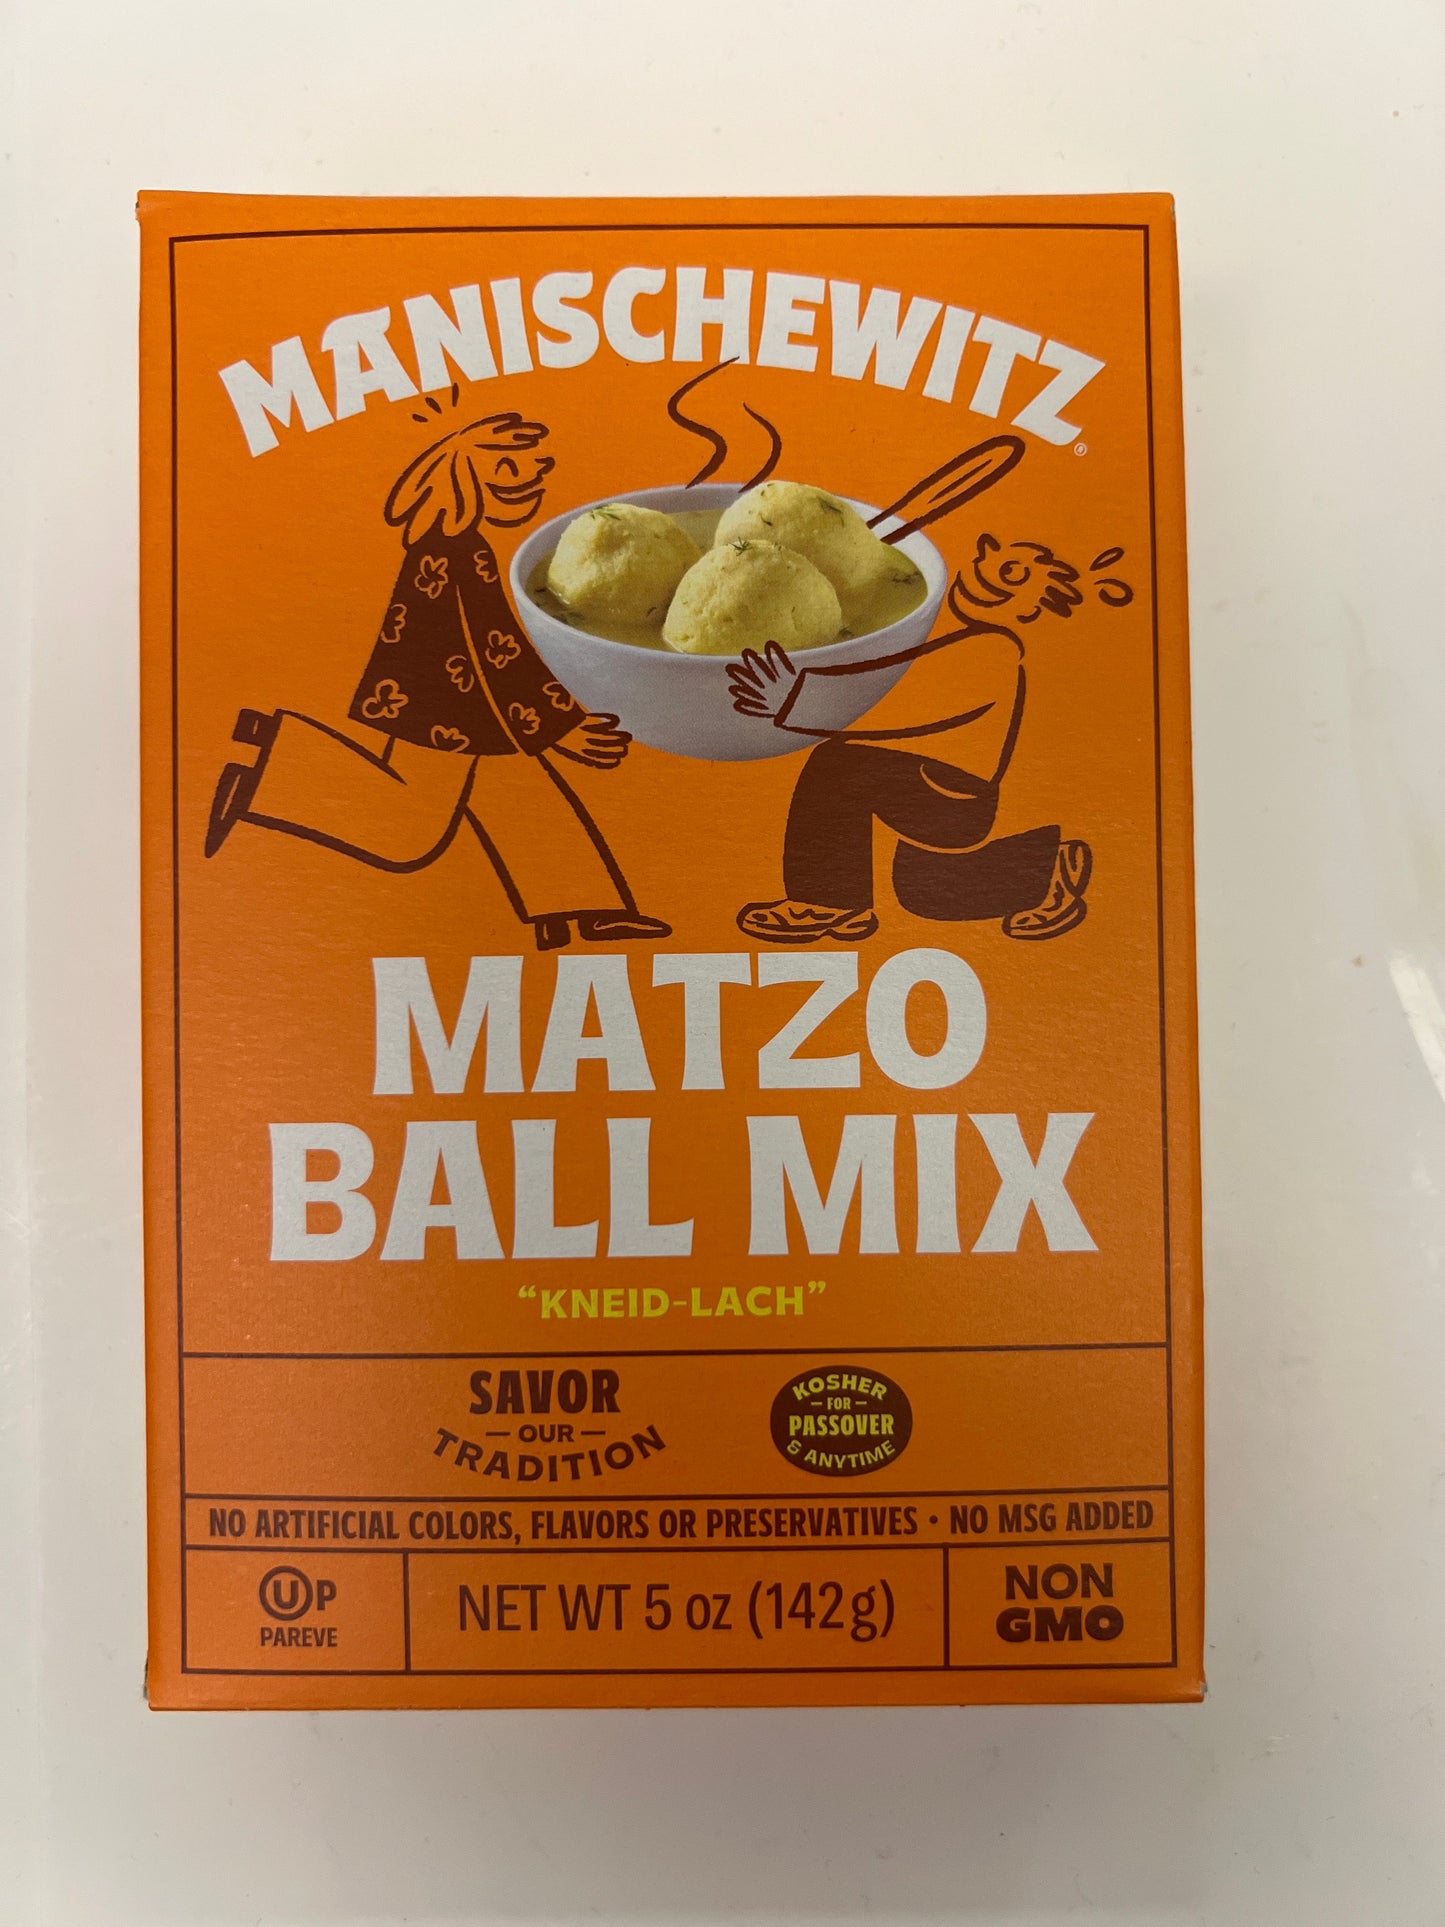 MANISCHEWITZ®
MATZO
BALL MIX
"KNEID-LACH"
SAVOR
— OUR —
TRADITION
KOSHER
— FOR —
PASSOVER
& ANYTIME
NO ARTIFICIAL COLORS, FLAVORS OR PRESERVATIVES • NO MSG ADDED
U P
PAREVE
NET WT 5 oz (142g)
NON
GMO